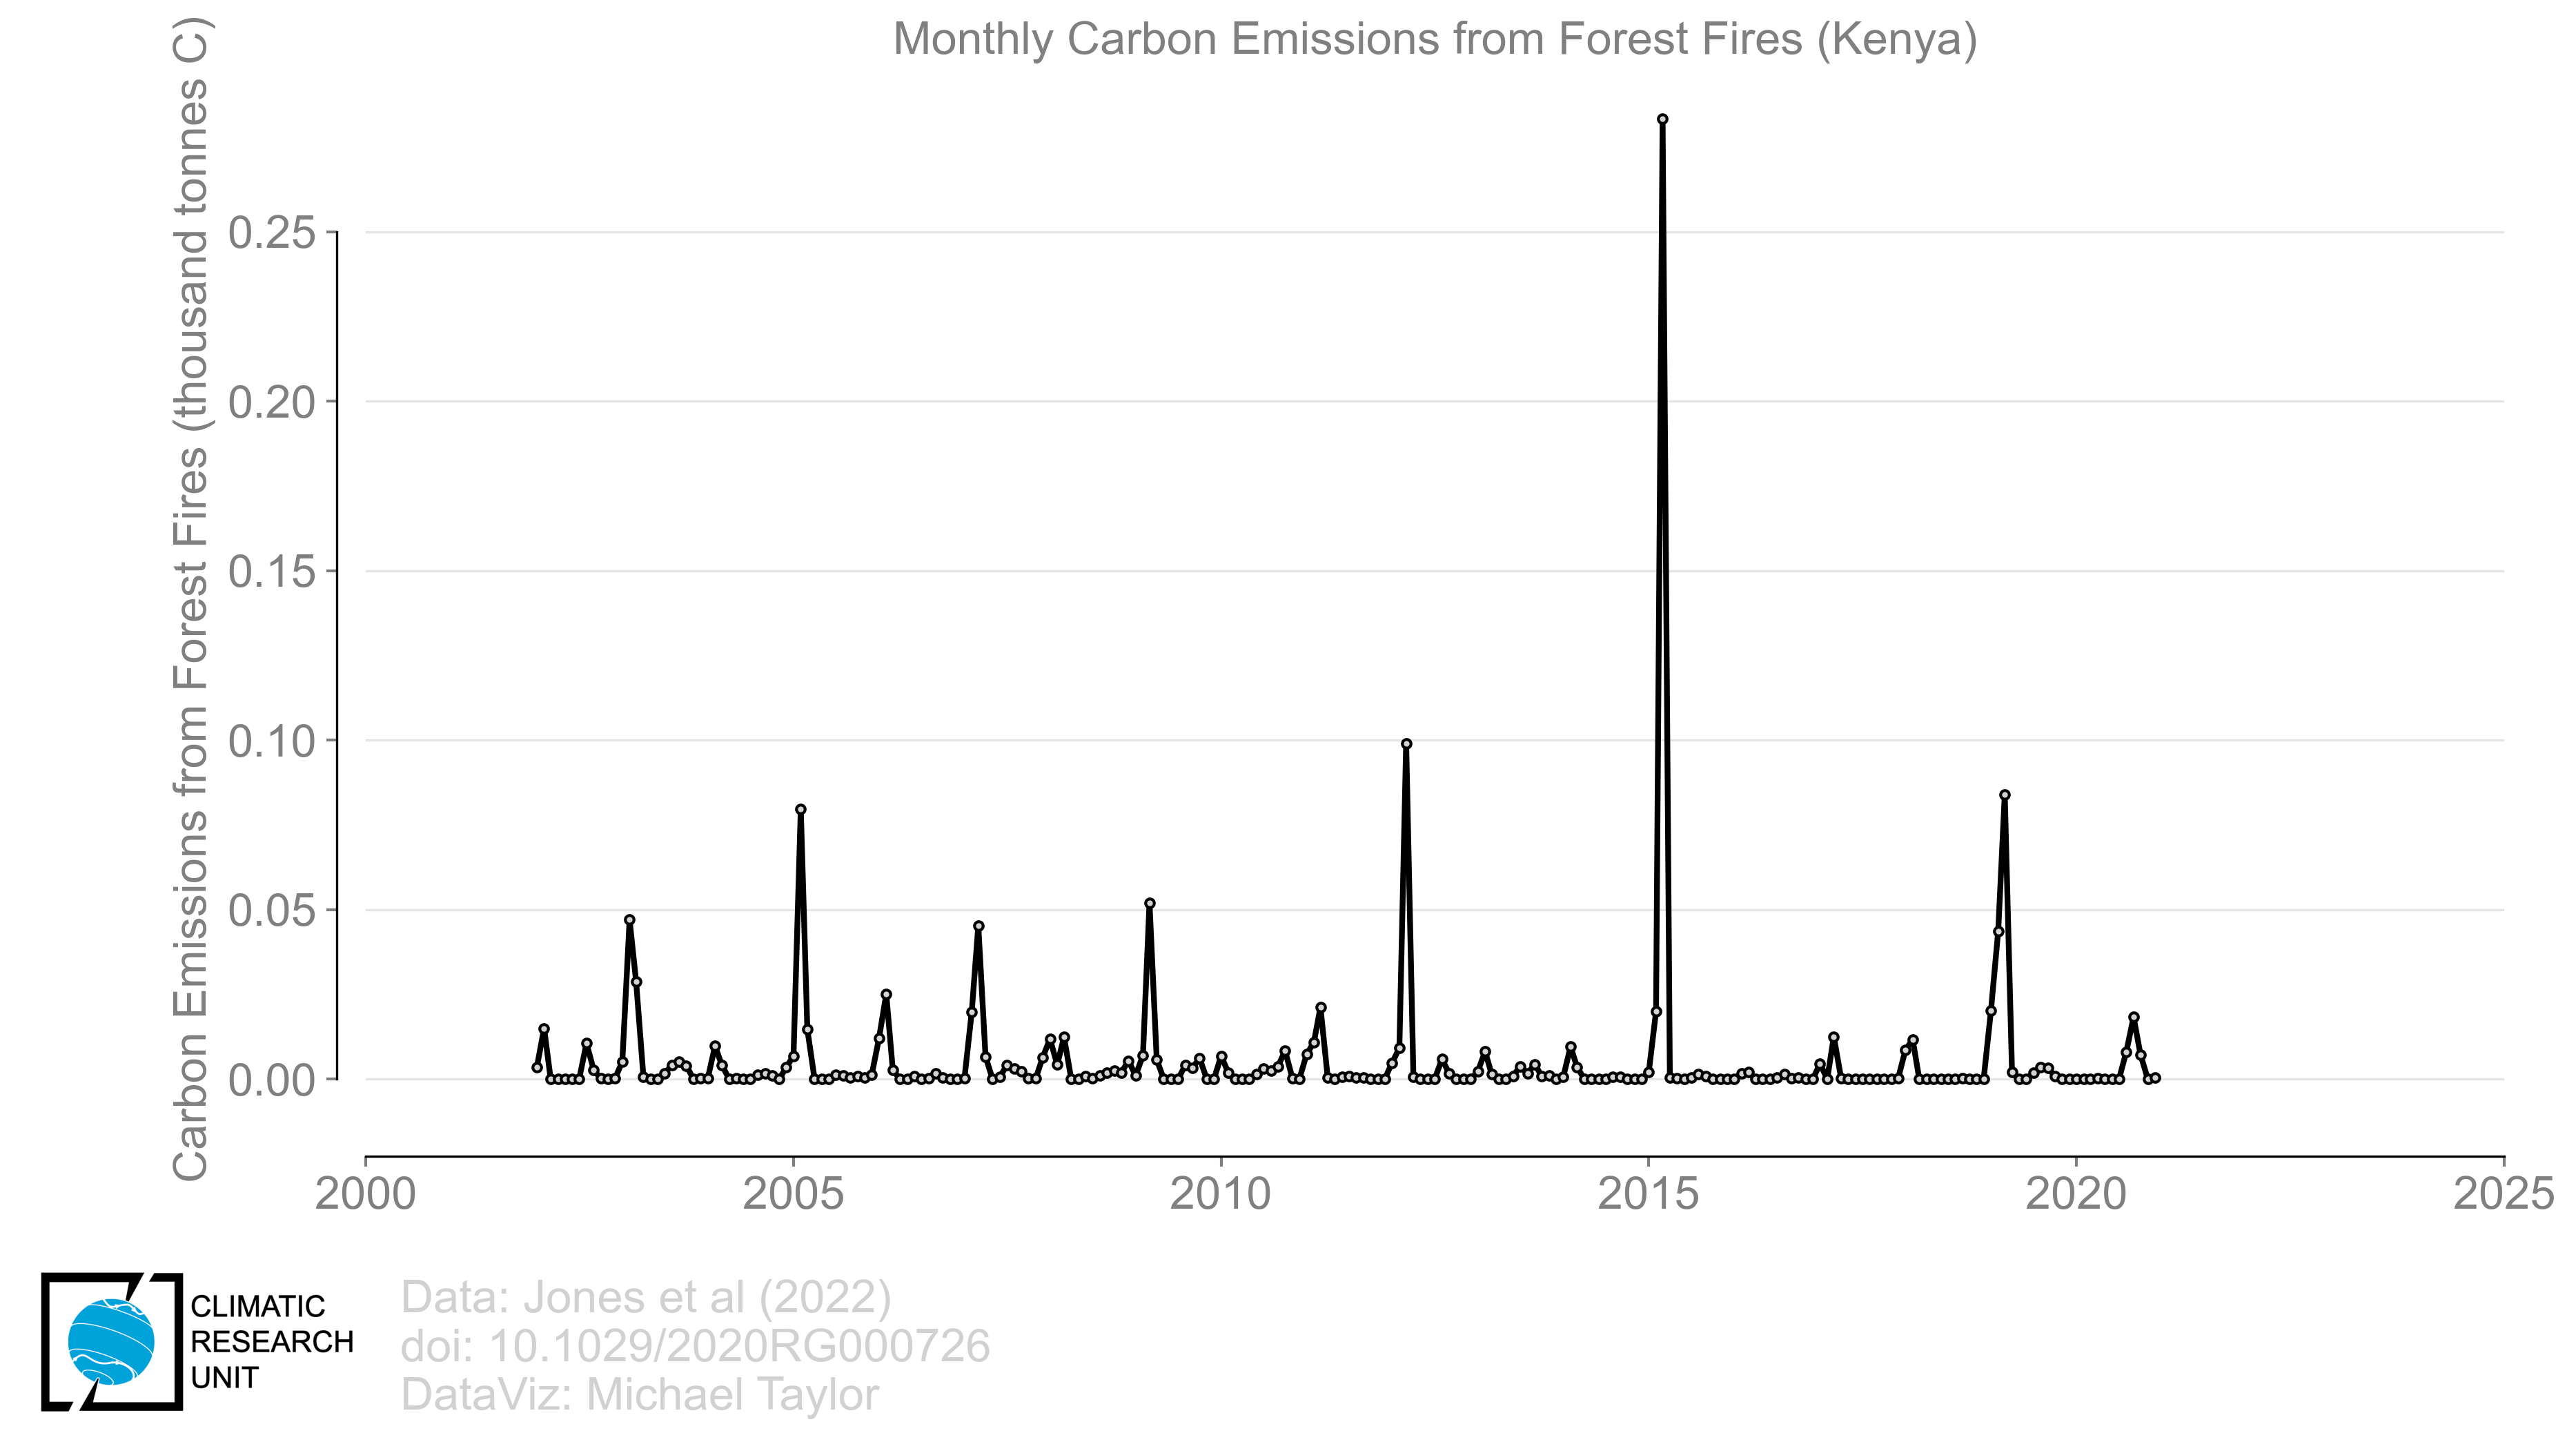 Monthly Carbon Emissions from Forest Fires (Kenya)
Carbon Emissions from Forest Fires (thousand tonnes C)
0.25
0.20
0.15
0.10
0.05
0.00
2000 2005 2010 2015 2020 2025
CLIMATIC
RESEARCH
UNIT
Data: Jones et al (2022)
doi: 10.1029/2020RG000726
DataViz: Michael Taylor